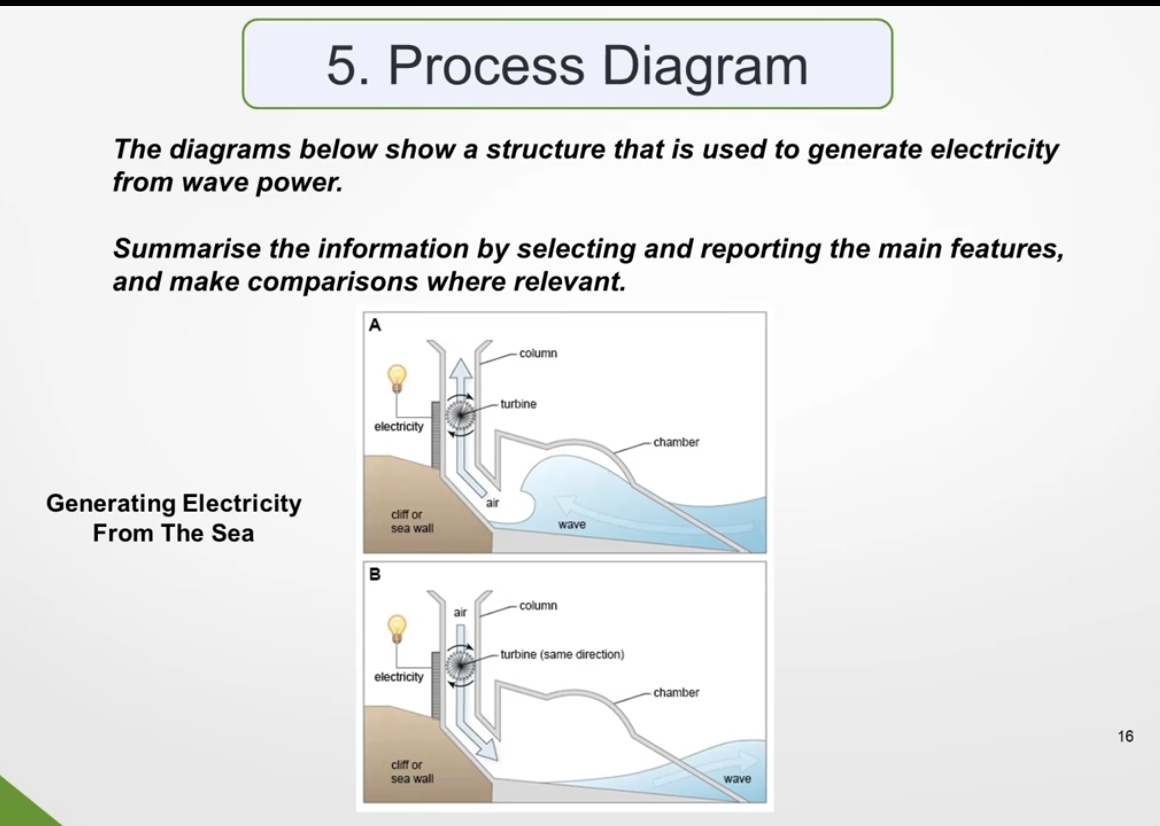 5. Process Diagram
The diagrams below show a structure that is used to generate electricity
from wave power.
Summarise the information by selecting and reporting the main features,
and make comparisons where relevant.
Generating Electricity
From The Sea
A
column
turbine
electricity
chamber
air
cliff or
sea wall
wave
B
air
column
turbine (same direction)
electricity
chamber
cliff or
sea wall
wave
16